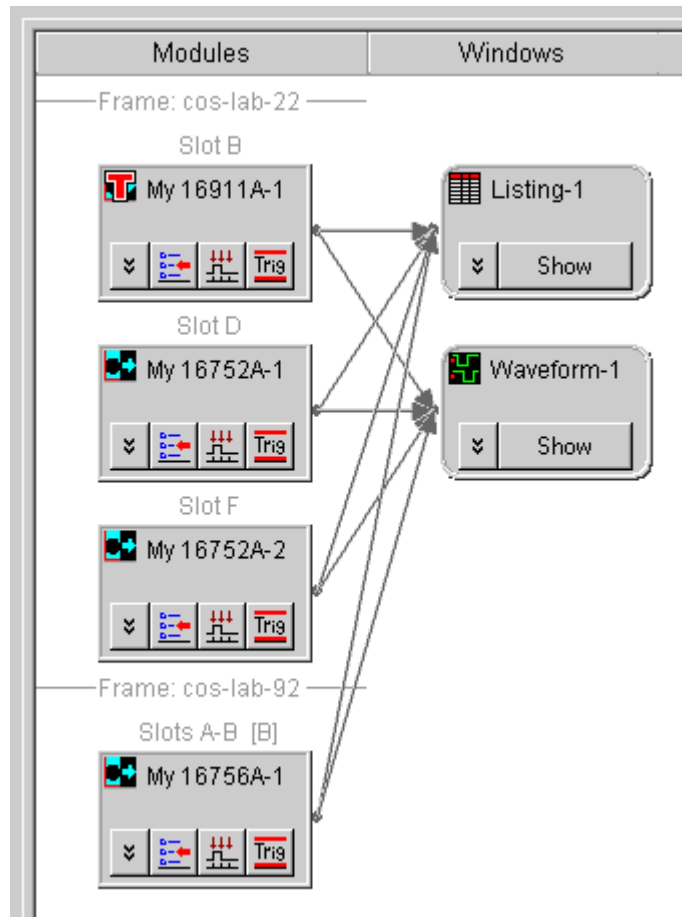 Modules Windows
Frame: cos-lab-22
Slot B
My 16911A-1 Listing-1
Trig Show
Slot D
My 16752A-1 Waveform-1
Trig Show
Slot F
My 16752A-2
Trig
Frame: cos-lab-92
Slots A-B [B]
My 16756A-1
Trig